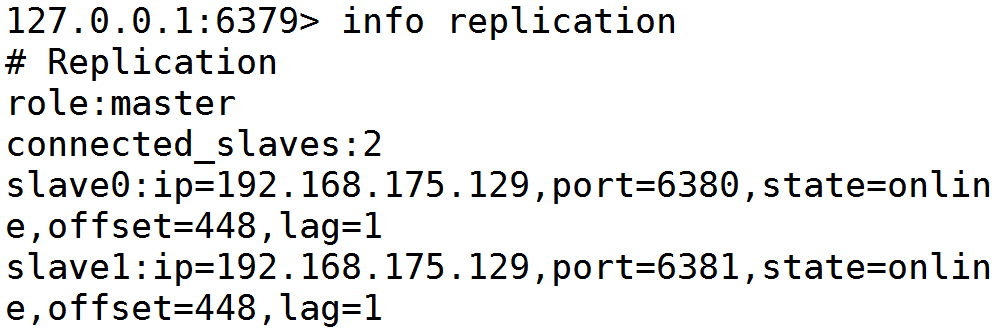 127.0.0.1:6379> info replication
# Replication
role:master
connected_slaves:2
slave0:ip=192.168.175.129,port=6380,state=onlin
e,offset=448,lag=1
slave1:ip=192.168.175.129,port=6381,state=onlin
e,offset=448,lag=1